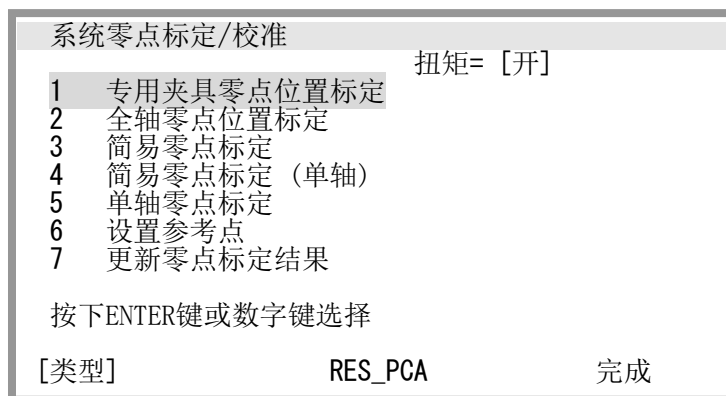 系统零点标定/校准
扭矩= [开]
1 专用夹具零点位置标定
2 全轴零点位置标定
3 简易零点标定
4 简易零点标定 (单轴)
5 单轴零点标定
6 设置参考点
7 更新零点标定结果
按下ENTER键或数字键选择
[类型] RES_PCA 完成